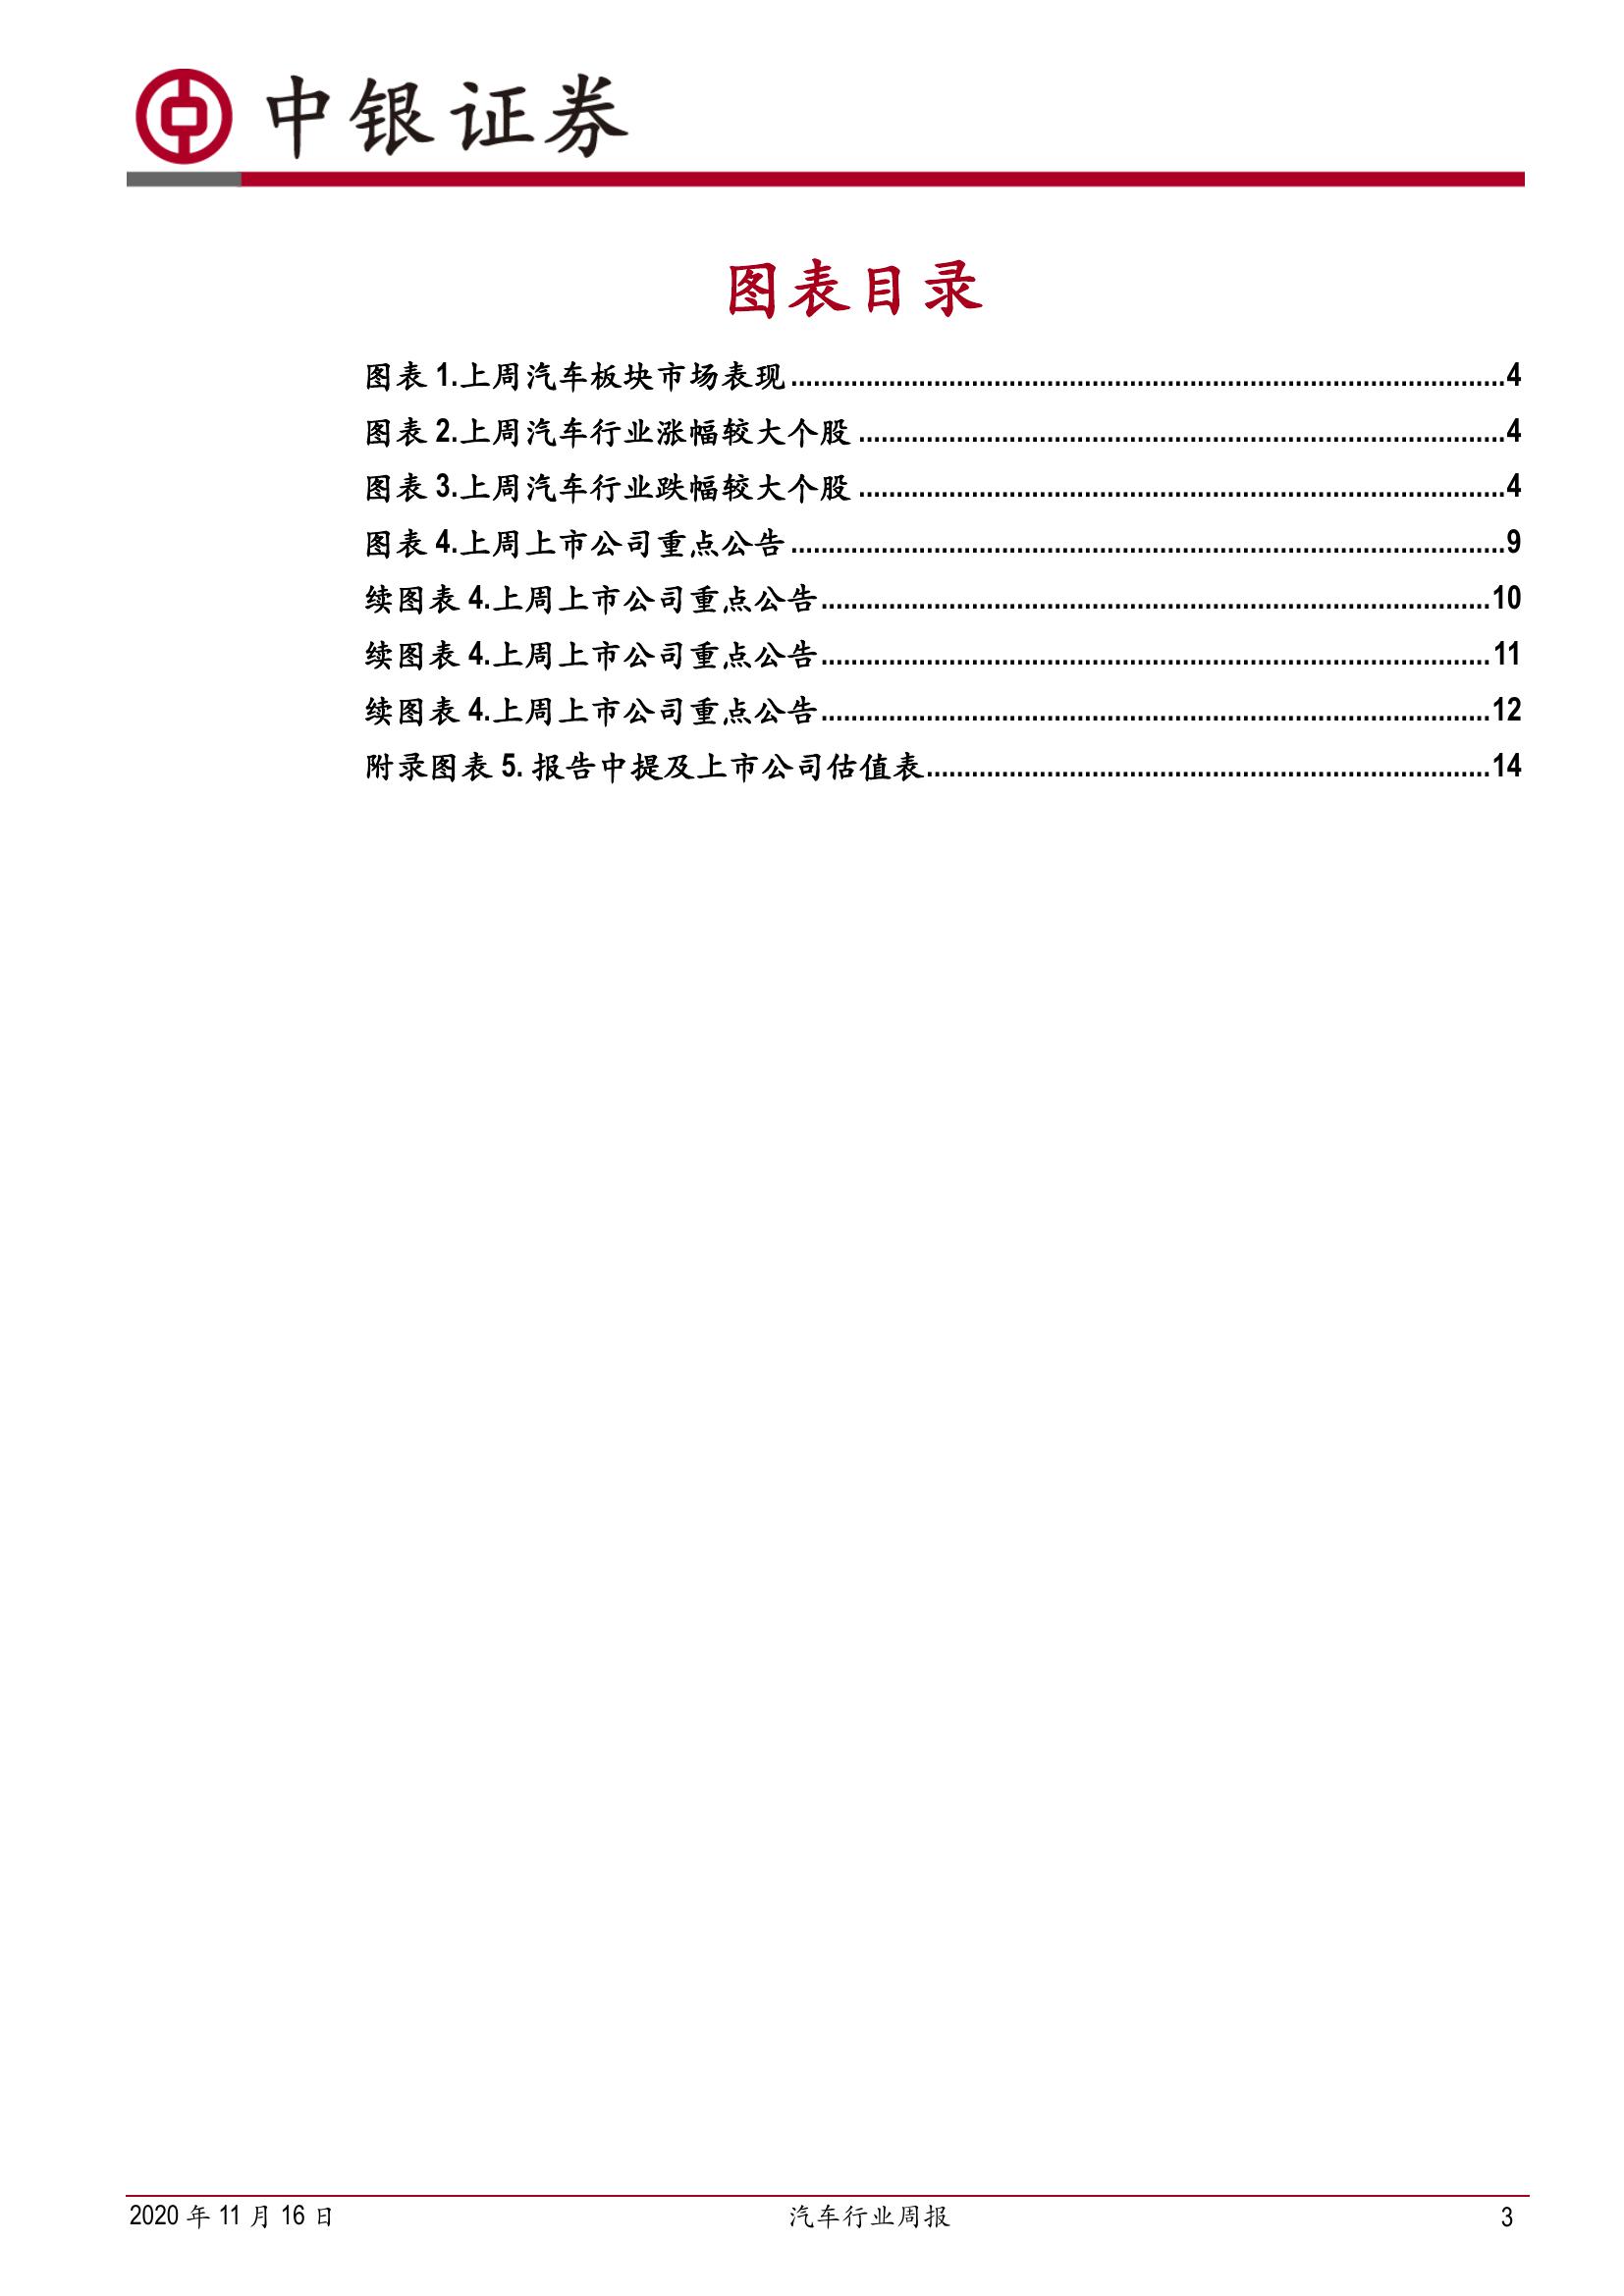 中银证券
图表目录
图表 1.上周汽车板块市场表现........................................................................4
图表 2.上周汽车行业涨幅较大个股........................................................................4
图表 3.上周汽车行业跌幅较大个股........................................................................4
图表 4.上周上市公司重点公告........................................................................9
续图表 4.上周上市公司重点公告........................................................................10
续图表 4.上周上市公司重点公告........................................................................11
续图表 4.上周上市公司重点公告........................................................................12
附录图表 5. 报告中提及上市公司估值表........................................................................14
2020 年 11 月 16 日 汽车行业周报 3